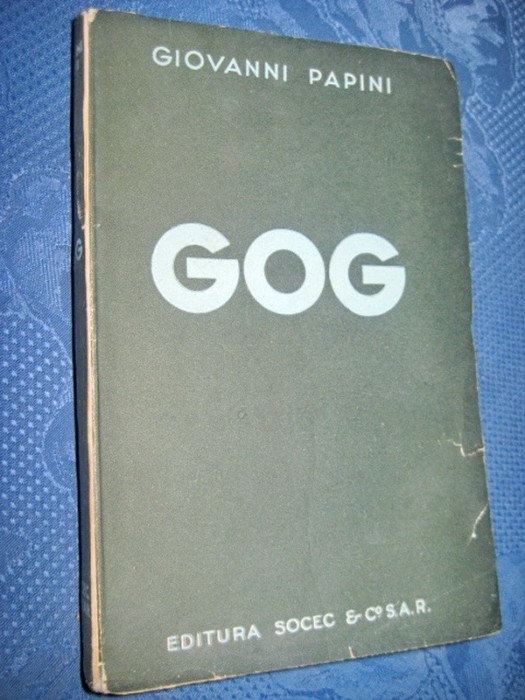 GIOVANNI PAPINI
GOG
EDITURA SOCEC & Cº S.A.R.